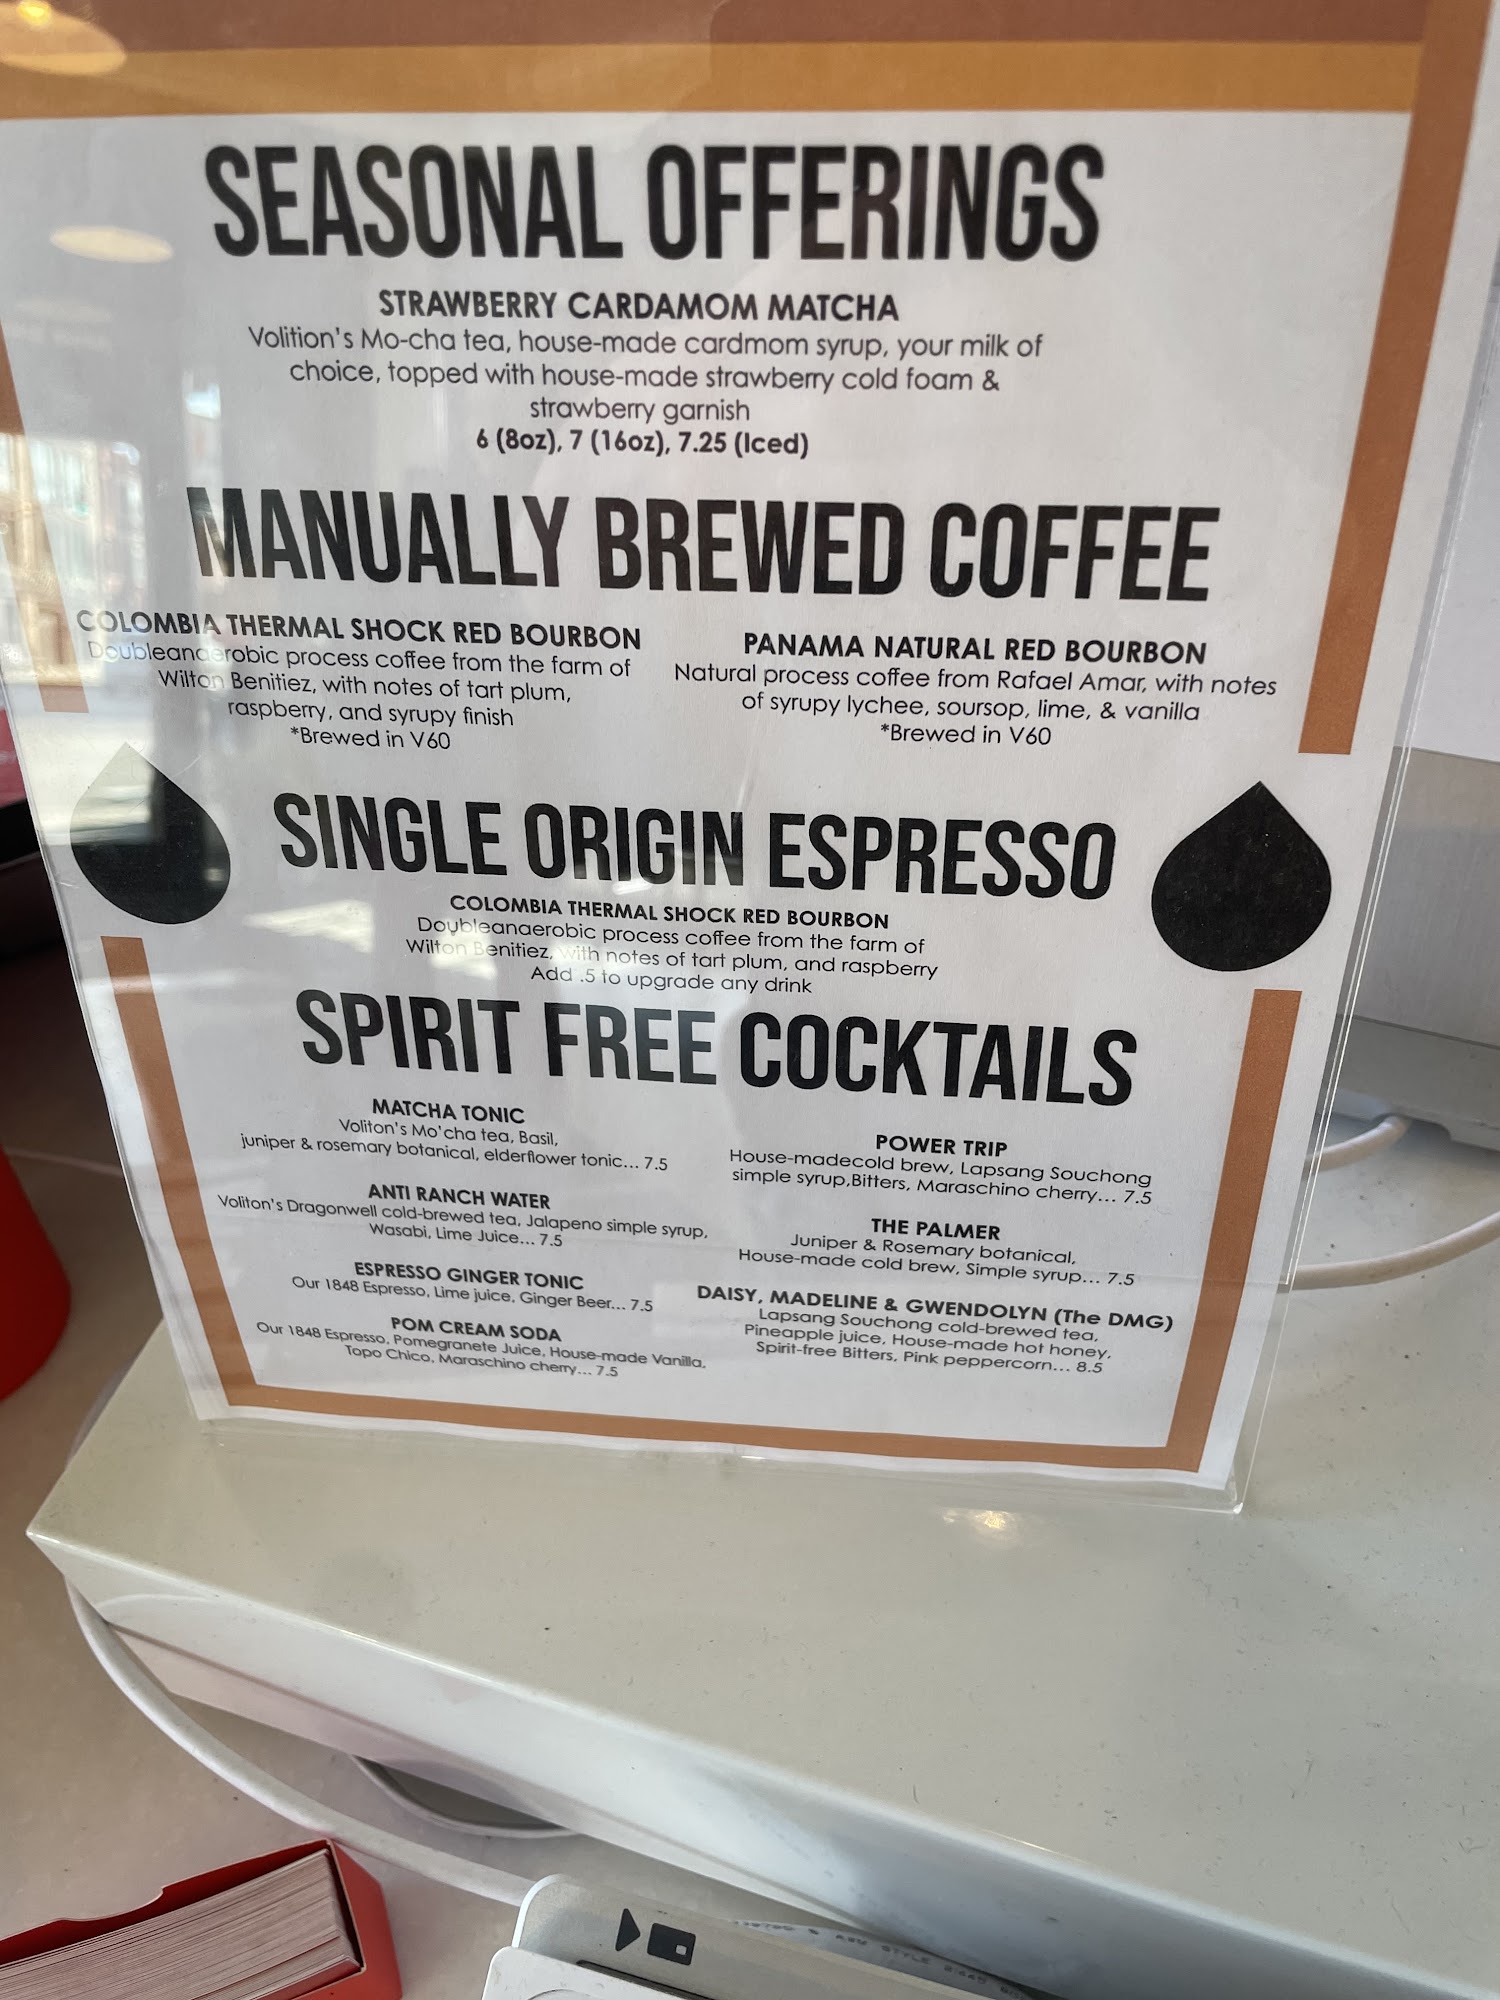 SEASONAL OFFERINGS
STRAWBERRY CARDAMOM MATCHA
Volition's Mo-cha tea, house-made cardmom syrup, your milk of
choice, topped with house-made strawberry cold foam &
strawberry garnish
6 (8oz), 7 (16oz), 7.25 (Iced)
MANUALLY BREWED COFFEE
COLOMBIA THERMAL SHOCK RED BOURBON
Doubleanaerobic process coffee from the farm of
Wilton Benitiez, with notes of tart plum,
raspberry, and syrupy finish
*Brewed in V60
PANAMA NATURAL RED BOURBON
Natural process coffee from Rafael Amar, with notes
of syrupy lychee, soursop, lime, & vanilla
*Brewed in V60
SINGLE ORIGIN ESPRESSO
COLOMBIA THERMAL SHOCK RED BOURBON
Doubleanaerobic process coffee from the farm of
Wilton Benitiez, with notes of tart plum, and raspberry
Add .5 to upgrade any drink
SPIRIT FREE COCKTAILS
MATCHA TONIC
Voliton's Mo'cha tea, Basil,
juniper & rosemary botanical, elderflower tonic... 7.5
ANTI RANCH WATER
Voliton's Dragonwell cold-brewed tea, Jalapeno simple syrup,
Wasabi, Lime Juice... 7.5
ESPRESSO GINGER TONIC
Our 1848 Espresso, Lime juice, Ginger Beer... 7.5
POM CREAM SODA
Our 1848 Espresso, Pomegranete Juice, House-made Vanilla,
Topo Chico, Maraschino cherry... 7.5
POWER TRIP
House-madecold brew, Lapsang Souchong
simple syrup,Bitters, Maraschino cherry... 7.5
THE PALMER
Juniper & Rosemary botanical,
House-made cold brew, Simple syrup... 7.5
DAISY, MADELINE & GWENDOLYN (The DMG)
Lapsang Souchong cold-brewed tea,
Pineapple juice, House-made hot honey,
Spirit-free Bitters, Pink peppercorn... 8.5